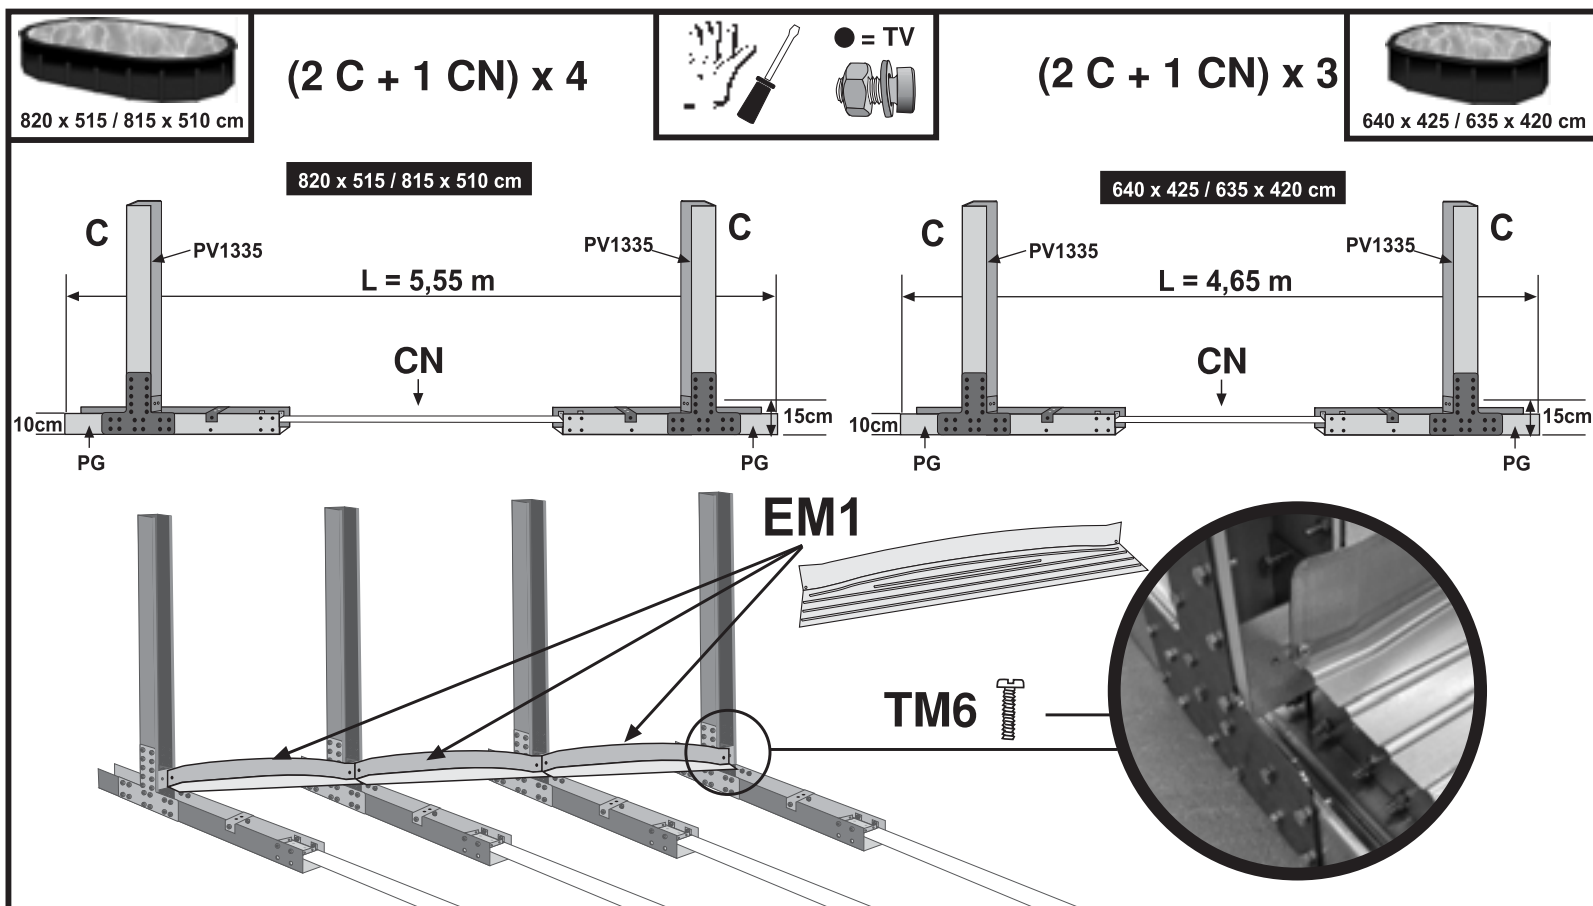 820 x 515 / 815 x 510 cm
(2 C + 1 CN) x 4
= TV
(2 C + 1 CN) x 3
640 x 425 / 635 x 420 cm
820 x 515 / 815 x 510 cm
C
PV1335
PV1335
C
L = 5,55 m
CN
10cm
15cm
PG
PG
640 x 425 / 635 x 420 cm
C
PV1335
PV1335
C
L = 4,65 m
CN
10cm
15cm
PG
PG
EM1
TM6